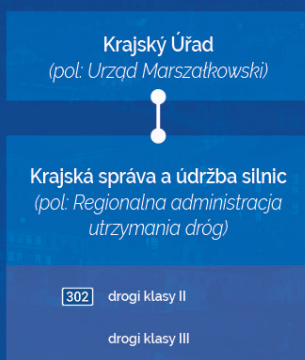 Krajský Úřad
(pol: Urząd Marszałkowski)
Krajská správa a údržba silnic
(pol: Regionalna administracja
utrzymania dróg)
302 drogi klasy II
drogi klasy III